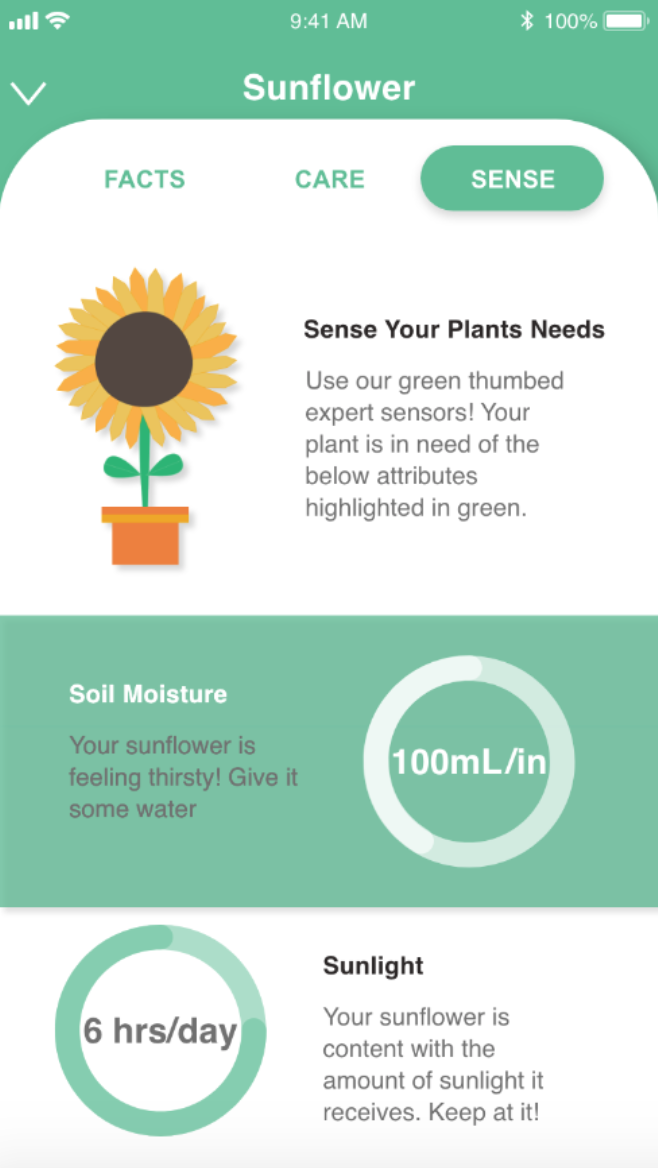 9:41 AM 100%
Sunflower
FACTS CARE SENSE
Sense Your Plants Needs
Use our green thumbed
expert sensors! Your
plant is in need of the
below attributes
highlighted in green.
Soil Moisture
Your sunflower is
feeling thirsty! Give it
some water
100mL/in
6 hrs/day
Sunlight
Your sunflower is
content with the
amount of sunlight it
receives. Keep at it!